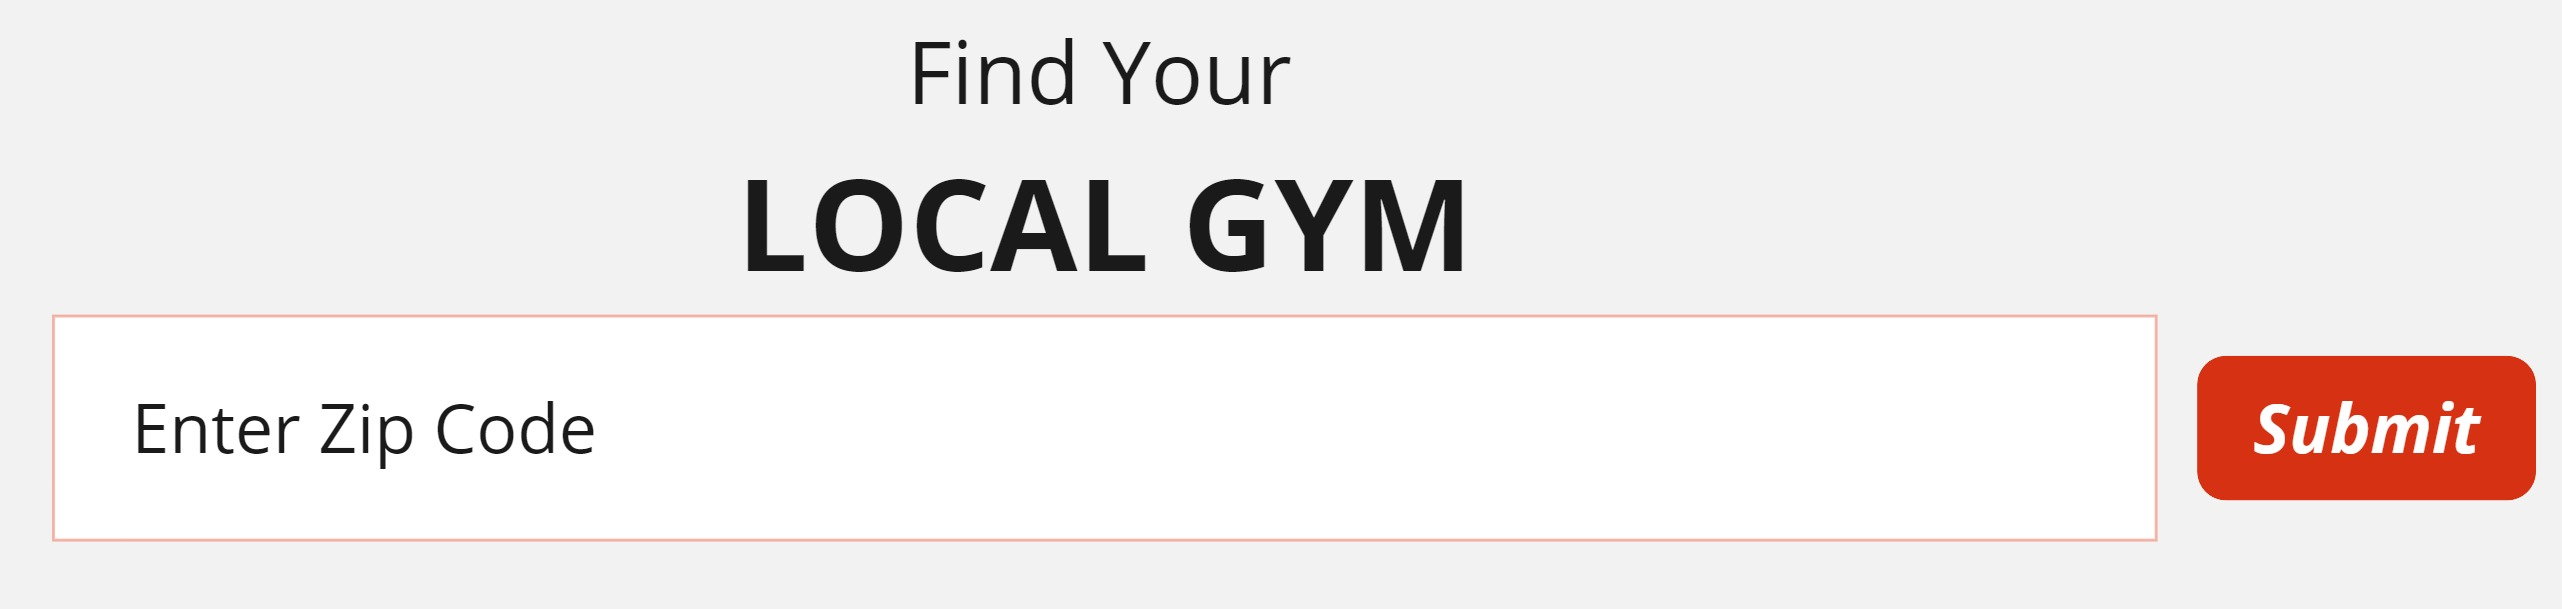 Find Your
LOCAL GYM
Enter Zip Code
Submit